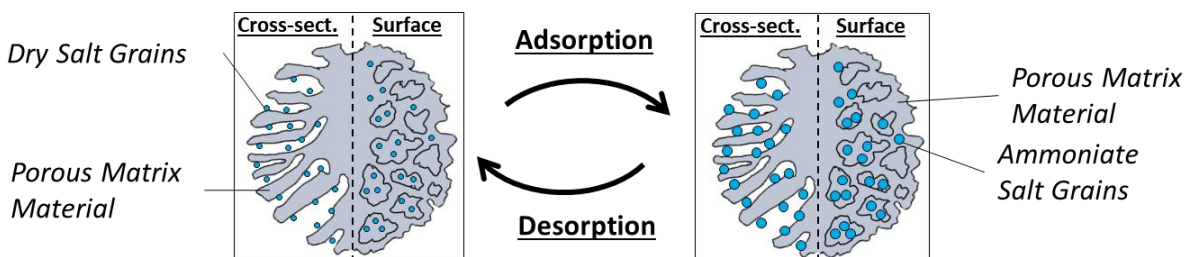 Cross-sect. Surface
Dry Salt Grains
Porous Matrix
Material
Adsorption
Desorption
Cross-sect. Surface
Porous Matrix
Material
Ammoniate
Salt Grains